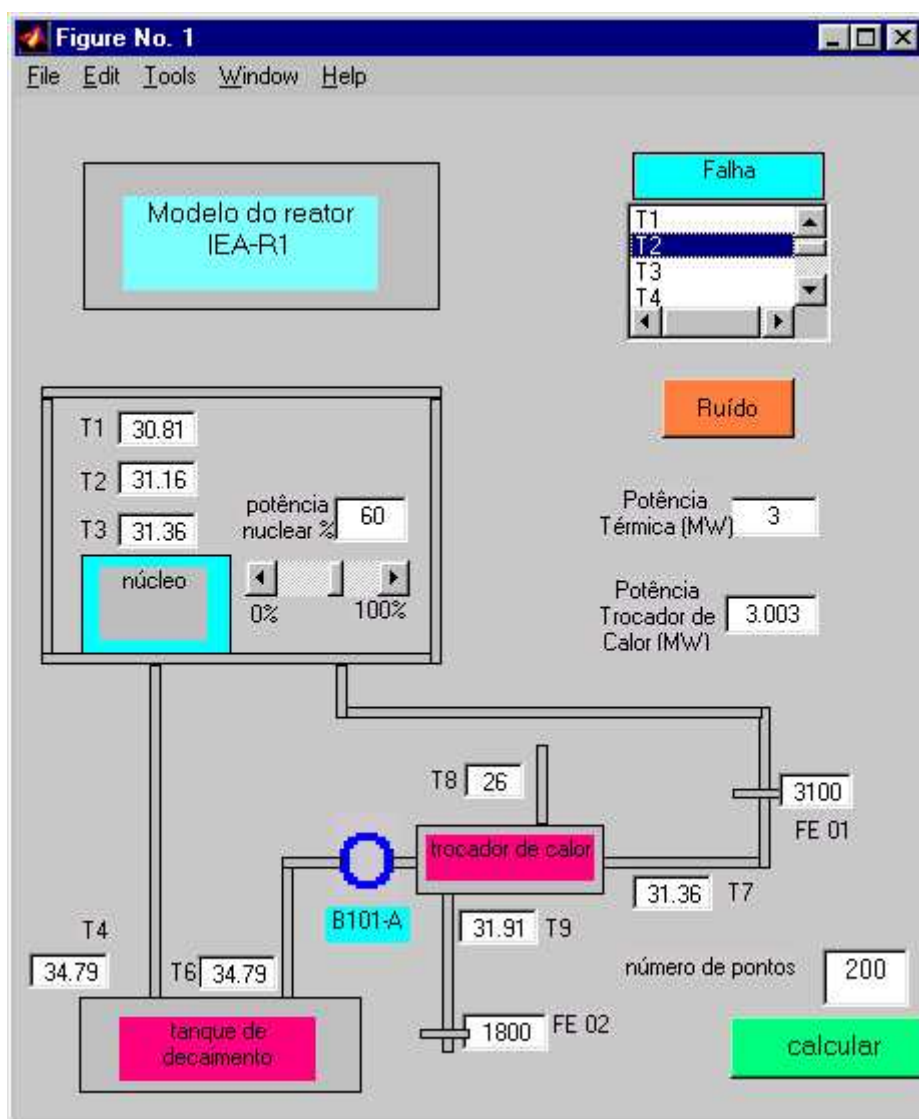 Figure No. 1
File Edit Tools Window Help
Modelo do reator
IEA-R1
Falha
T1
T2
T3
T4
Ruído
T1 30.81
T2 31.16
T3 31.36
potência
nuclear % 60
0% 100%
núcleo
Potência
Térmica (MW) 3
Potência
Trocador de
Calor (MW) 3.003
T8 26
3100
FE 01
trocador de calor
B101-A
31.36 T7
31.91 T9
T4
34.79
T6 34.79
número de pontos 200
1800 FE 02
tanque de
decaimento
calcular